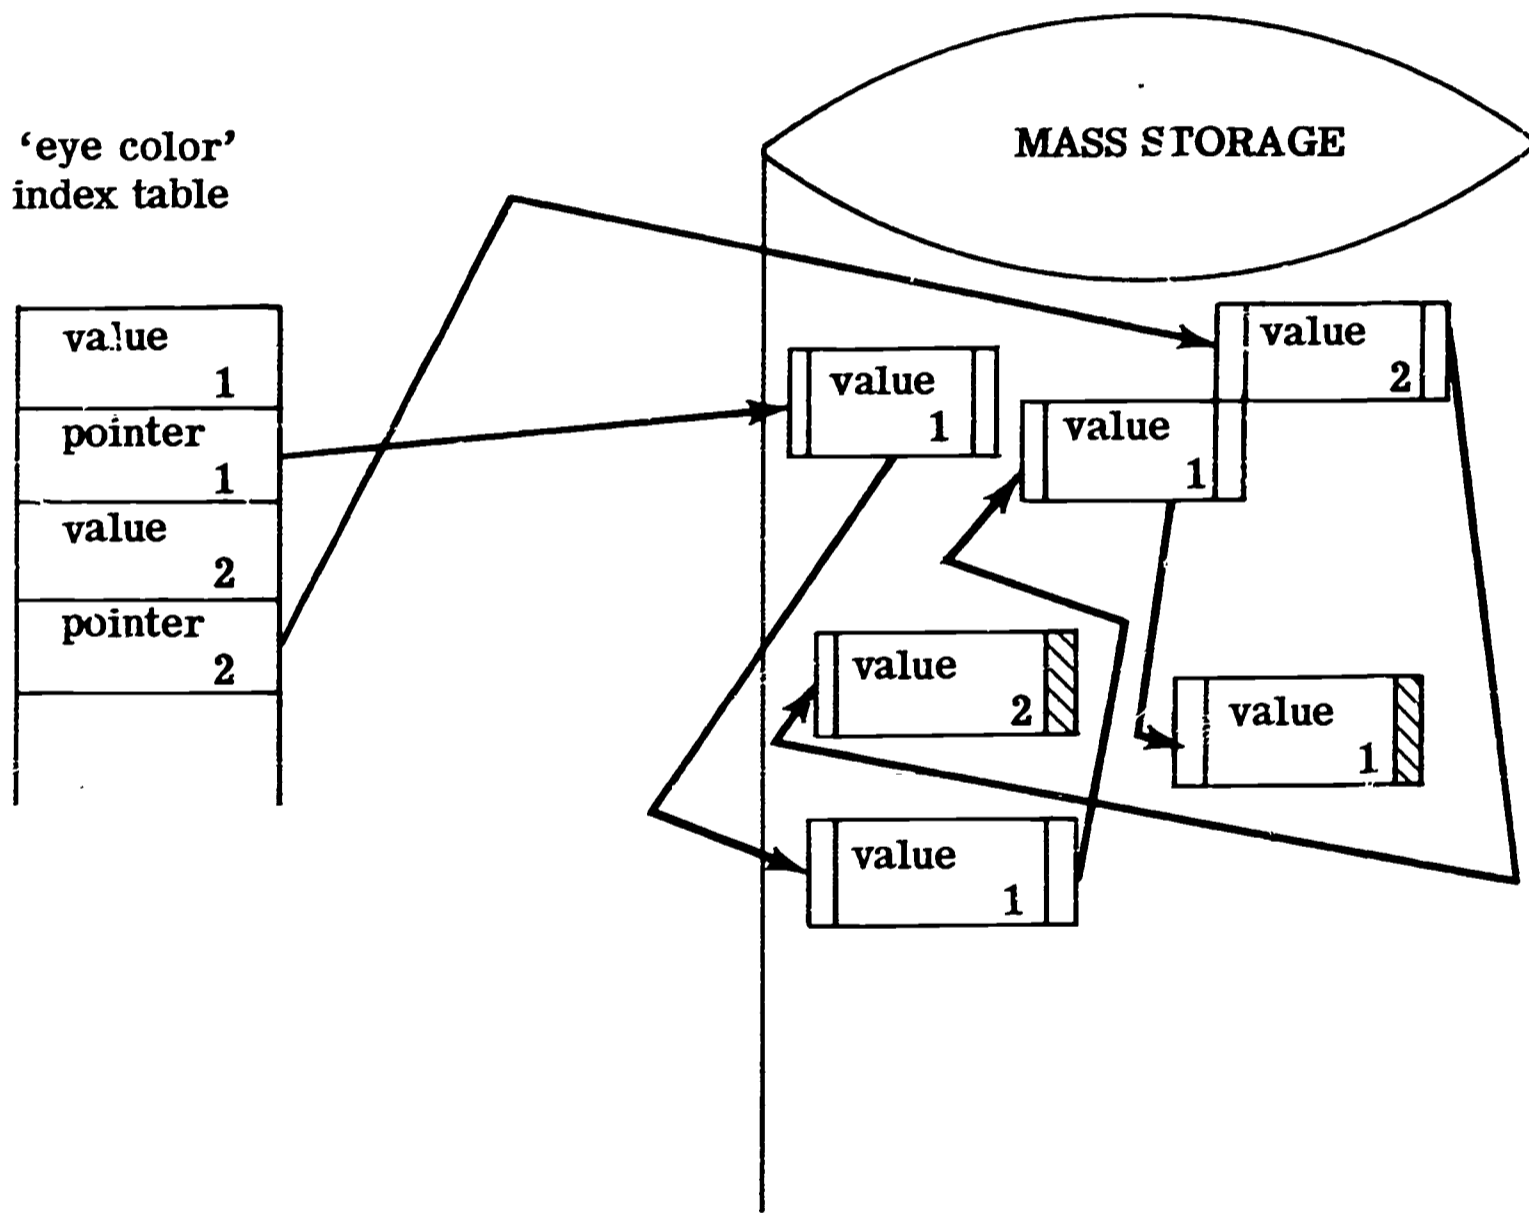 ‘eye color’
index table
MASS STORAGE
value
1
pointer
1
value
2
pointer
2
value
1
value
2
value
1
value
2
value
1
value
1